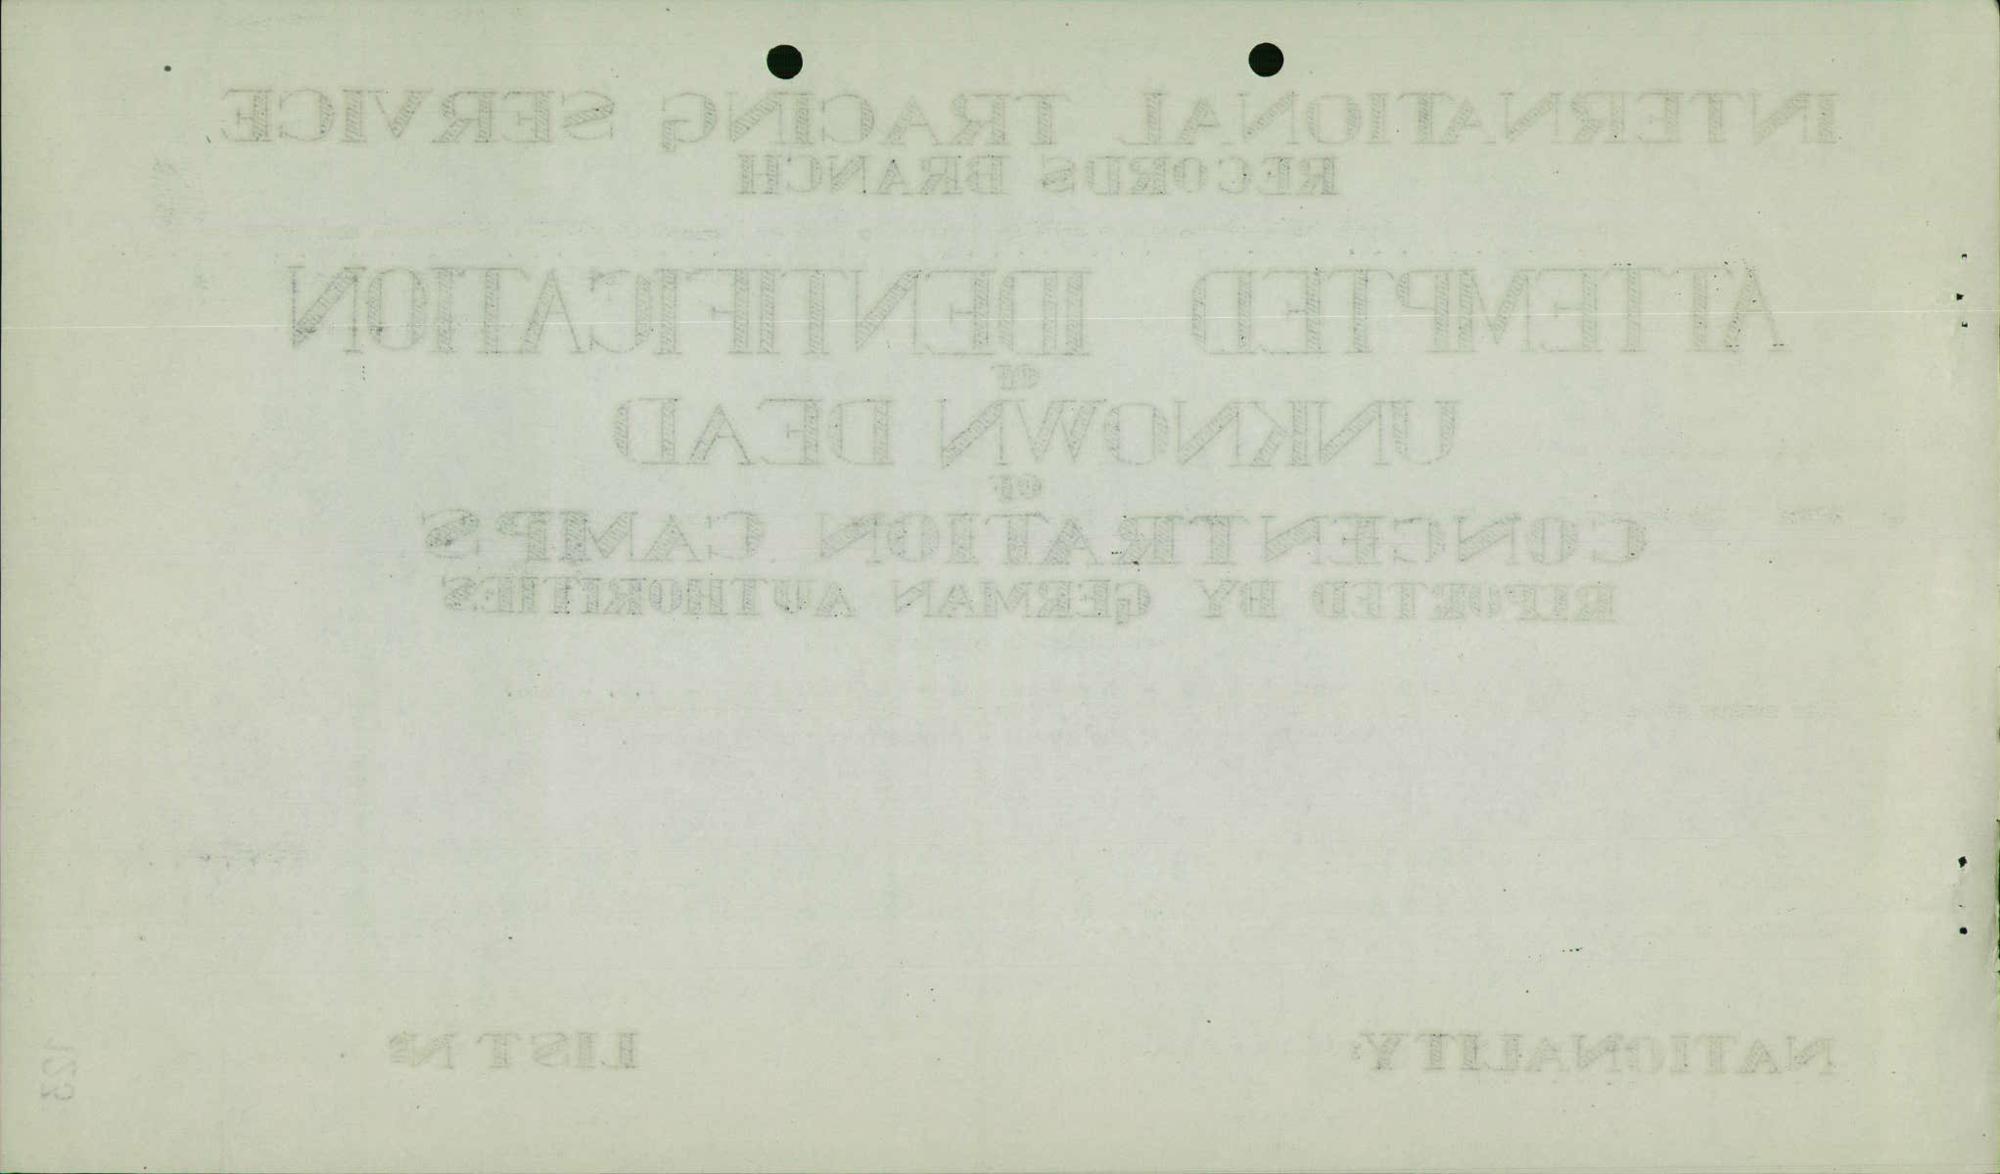 INTERNATIONAL TRACING SERVICE
RECORDS BRANCH
ATTEMPTED IDENTIFICATION
OF
UNKNOWN DEAD
OF
CONCENTRATION CAMPS
REPORTED BY GERMAN AUTHORITIES
NATIONALITY: LIST Nº
123